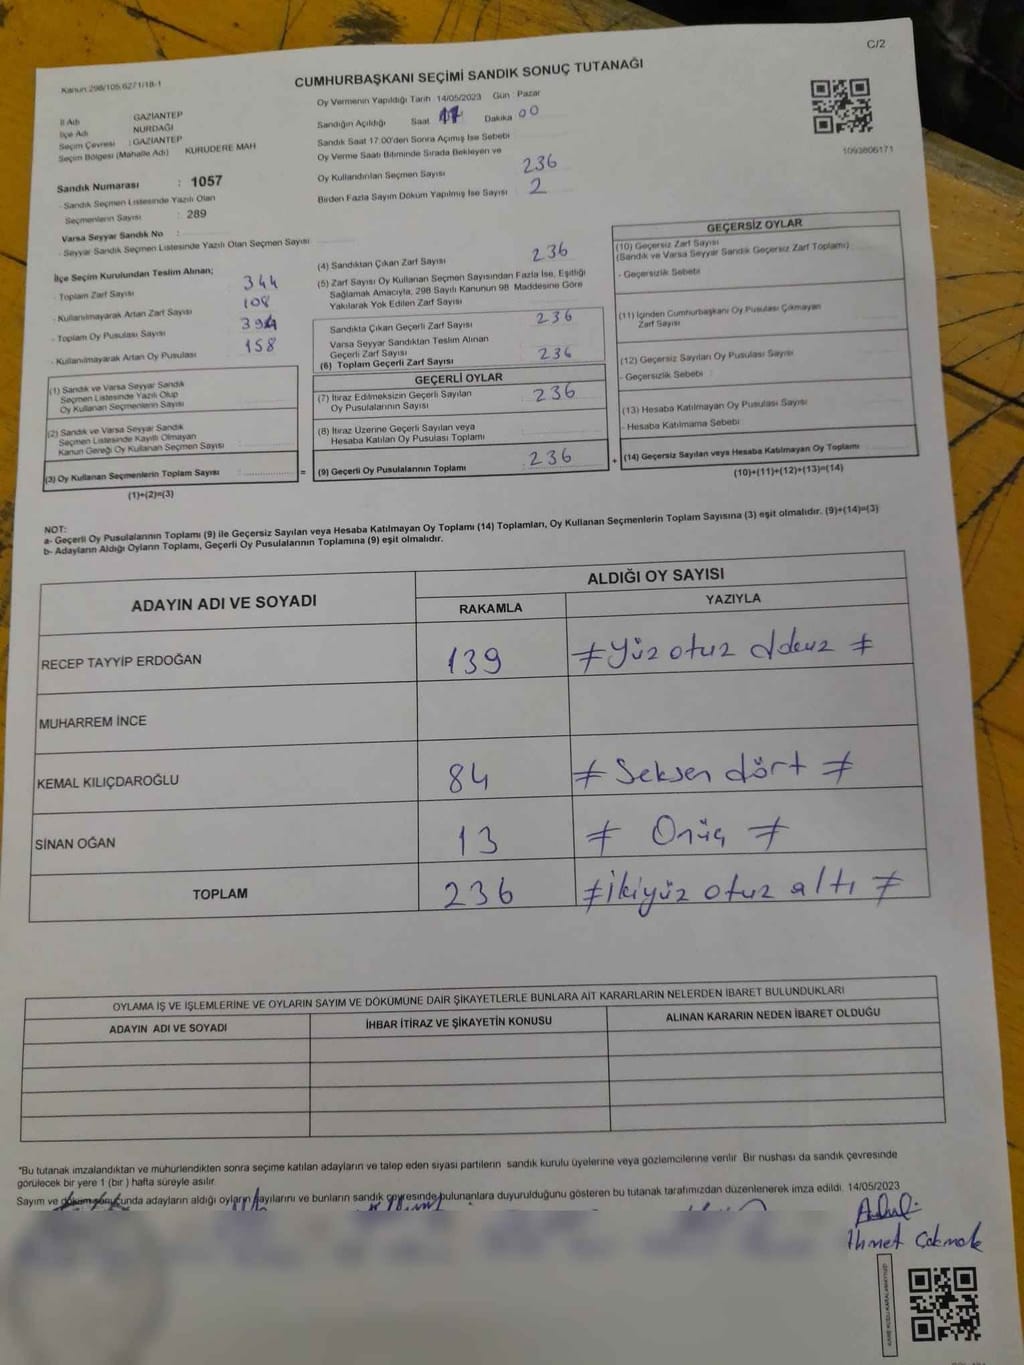 C/2
Kanun:298/105,6271/18-1
CUMHURBAŞKANI SEÇİMİ SANDIK SONUÇ TUTANAĞI
İl Adı GAZİANTEP
İlçe Adı NURDAĞI
Seçim Çevresi : GAZİANTEP
Seçim Bölgesi (Mahalle Adı) KURUDERE MAH
Sandık Numarası : 1057
- Sandık Seçmen Listesinde Yazılı Olan
Seçmenlerin Sayısı : 289
Varsa Seyyar Sandık No :
- Seyyar Sandık Seçmen Listesinde Yazılı Olan Seçmen Sayısı
Oy Vermenin Yapıldığı Tarih 14/05/2023 Gün : Pazar
Sandığın Açıldığı Saat 17 Dakika 00
Sandık Saat 17.00'den Sonra Açımış İse Sebebi
Oy Verme Saati Bitiminde Sırada Bekleyen ve
Oy Kullandırılan Seçmen Sayısı 236
Birden Fazla Sayım Döküm Yapılmış İse Sayısı 2
1093806171
İlçe Seçim Kurulundan Teslim Alınan;
- Toplam Zarf Sayısı 344
- Kullanılmayarak Artan Zarf Sayısı 108
- Toplam Oy Pusulası Sayısı 394
- Kullanılmayarak Artan Oy Pusulası 158
(1) Sandık ve Varsa Seyyar Sandık
Seçmen Listesinde Yazılı Olup
Oy Kullanan Seçmenlerin Sayısı
(2) Sandık ve Varsa Seyyar Sandık
Seçmen Listesinde Kayıtlı Olmayan
Kanun Gereği Oy Kullanan Seçmen Sayısı
(3) Oy Kullanan Seçmenlerin Toplam Sayısı : =
(1)+(2)=(3)
(4) Sandıktan Çıkan Zarf Sayısı 236
(5) Zarf Sayısı Oy Kullanan Seçmen Sayısından Fazla İse, Eşitliği
Sağlamak Amacıyla, 298 Sayılı Kanunun 98. Maddesine Göre
Yakılarak Yok Edilen Zarf Sayısı
Sandıkta Çıkan Geçerli Zarf Sayısı 236
Varsa Seyyar Sandıktan Teslim Alınan
Geçerli Zarf Sayısı
(6) Toplam Geçerli Zarf Sayısı 236
GEÇERLİ OYLAR
(7) İtiraz Edilmeksizin Geçerli Sayılan
Oy Pusulalarının Sayısı 236
(8) İtiraz Üzerine Geçerli Sayılan veya
Hesaba Katılan Oy Pusulası Toplamı
(9) Geçerli Oy Pusulalarının Toplamı 236 +
GEÇERSİZ OYLAR
(10) Geçersiz Zarf Sayısı
(Sandık ve Varsa Seyyar Sandık Geçersiz Zarf Toplamı)
- Geçersizlik Sebebi
(11) İçinden Cumhurbaşkanı Oy Pusulası Çıkmayan
Zarf Sayısı
(12) Geçersiz Sayılan Oy Pusulası Sayısı
- Geçersizlik Sebebi
(13) Hesaba Katılmayan Oy Pusulası Sayısı
- Hesaba Katılmama Sebebi
(14) Geçersiz Sayılan veya Hesaba Katılmayan Oy Toplamı
(10)+(11)+(12)+(13)=(14)
NOT:
a- Geçerli Oy Pusulalarının Toplamı (9) ile Geçersiz Sayılan veya Hesaba Katılmayan Oy Toplamı (14) Toplamları, Oy Kullanan Seçmenlerin Toplam Sayısına (3) eşit olmalıdır. (9)+(14)=(3)
b- Adayların Aldığı Oyların Toplamı, Geçerli Oy Pusulalarının Toplamına (9) eşit olmalıdır.
ADAYIN ADI VE SOYADI
ALDIĞI OY SAYISI
RAKAMLA YAZIYLA
RECEP TAYYİP ERDOĞAN 139 ≠ Yüz otuz dokuz ≠
MUHARREM İNCE
KEMAL KILIÇDAROĞLU 84 ≠ Seksen dört ≠
SİNAN OĞAN 13 ≠ Onüç ≠
TOPLAM 236 ≠ İkiyüz otuz altı ≠
OYLAMA İŞ VE İŞLEMLERİNE VE OYLARIN SAYIM VE DÖKÜMÜNE DAİR ŞİKAYETLERLE BUNLARA AİT KARARLARIN NELERDEN İBARET BULUNDUKLARI
ADAYIN ADI VE SOYADI İHBAR İTİRAZ VE ŞİKAYETİN KONUSU ALINAN KARARIN NEDEN İBARET OLDUĞU
*Bu tutanak imzalandıktan ve mühürlendikten sonra seçime katılan adayların ve talep eden siyasi partilerin sandık kurulu üyelerine veya gözlemcilerine verilir. Bir nüshası da sandık çevresinde
görülecek bir yere 1 (bir) hafta süreyle asılır.
Sayım ve döküm sonucunda adayların aldığı oyların sayılarını ve bunların sandık çevresinde bulunanlara duyurulduğunu gösteren bu tutanak tarafımızdan düzenlenerek imza edildi. 14/05/2023
Ahmet Çakmak